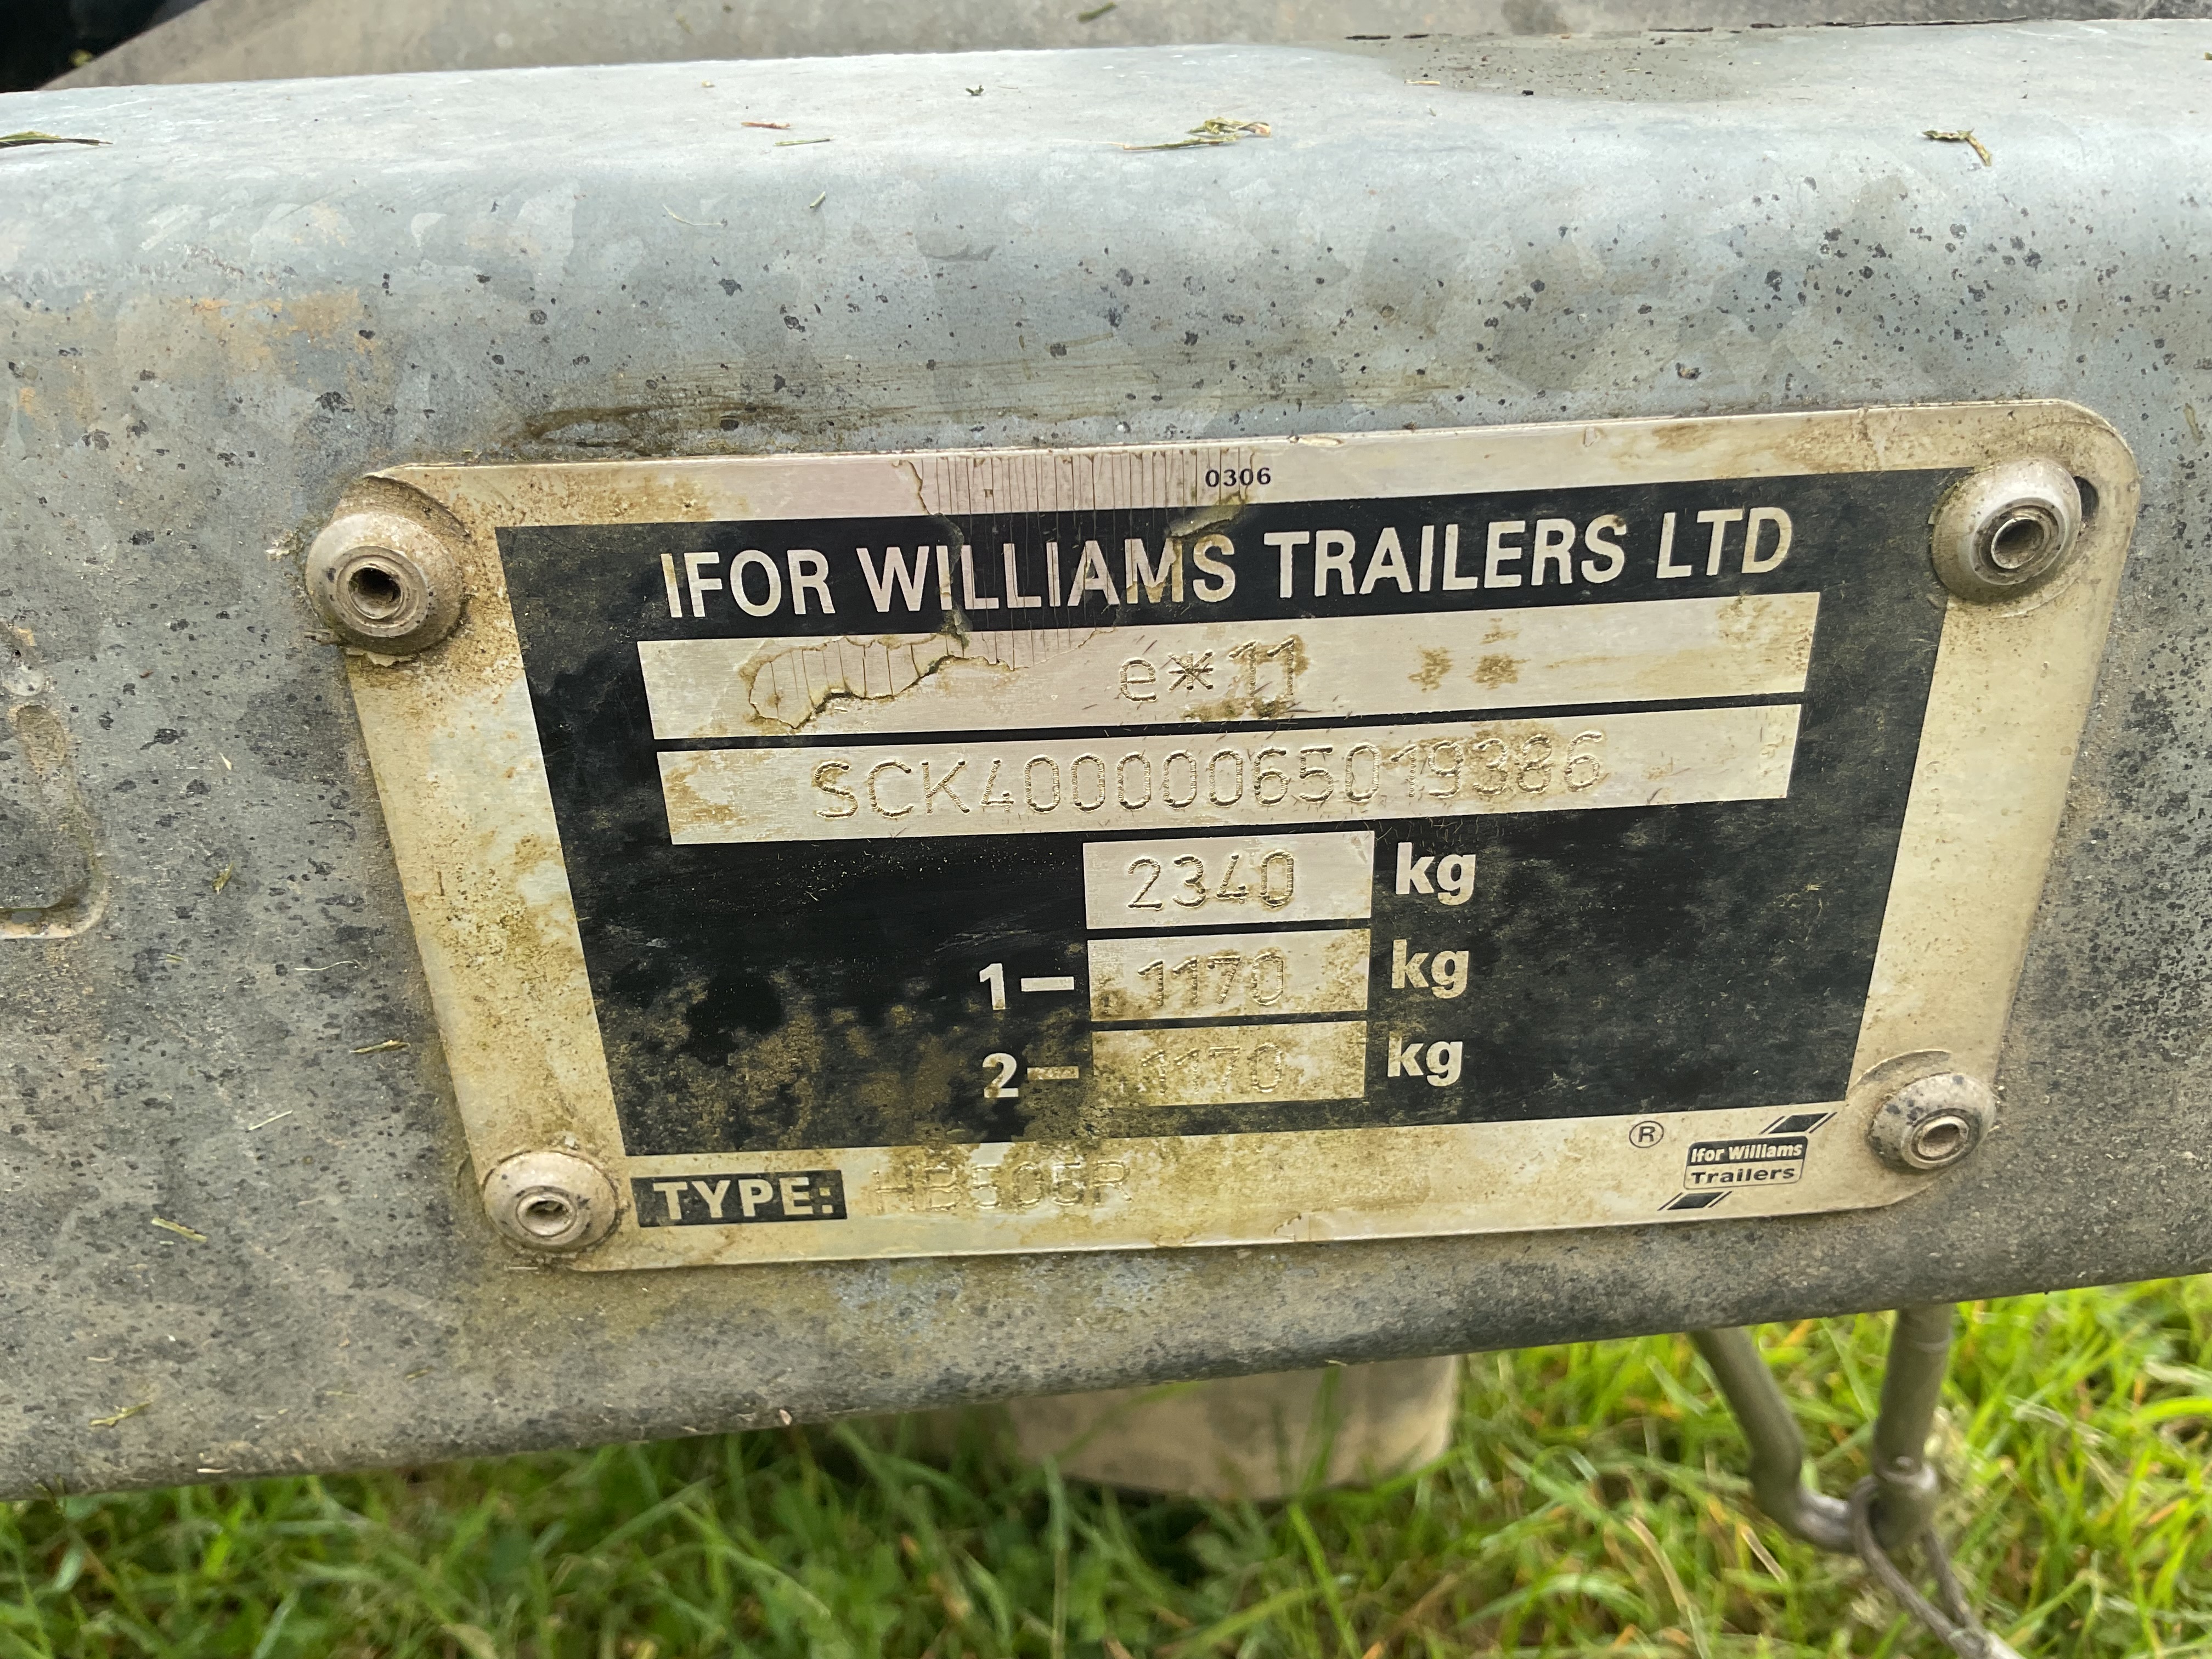 0306
IFOR WILLIAMS TRAILERS LTD
e*11
SCK40000065019386
2340 kg
1- 1170 kg
2- 1170 kg
TYPE: HB505R
®
Ifor Williams
Trailers